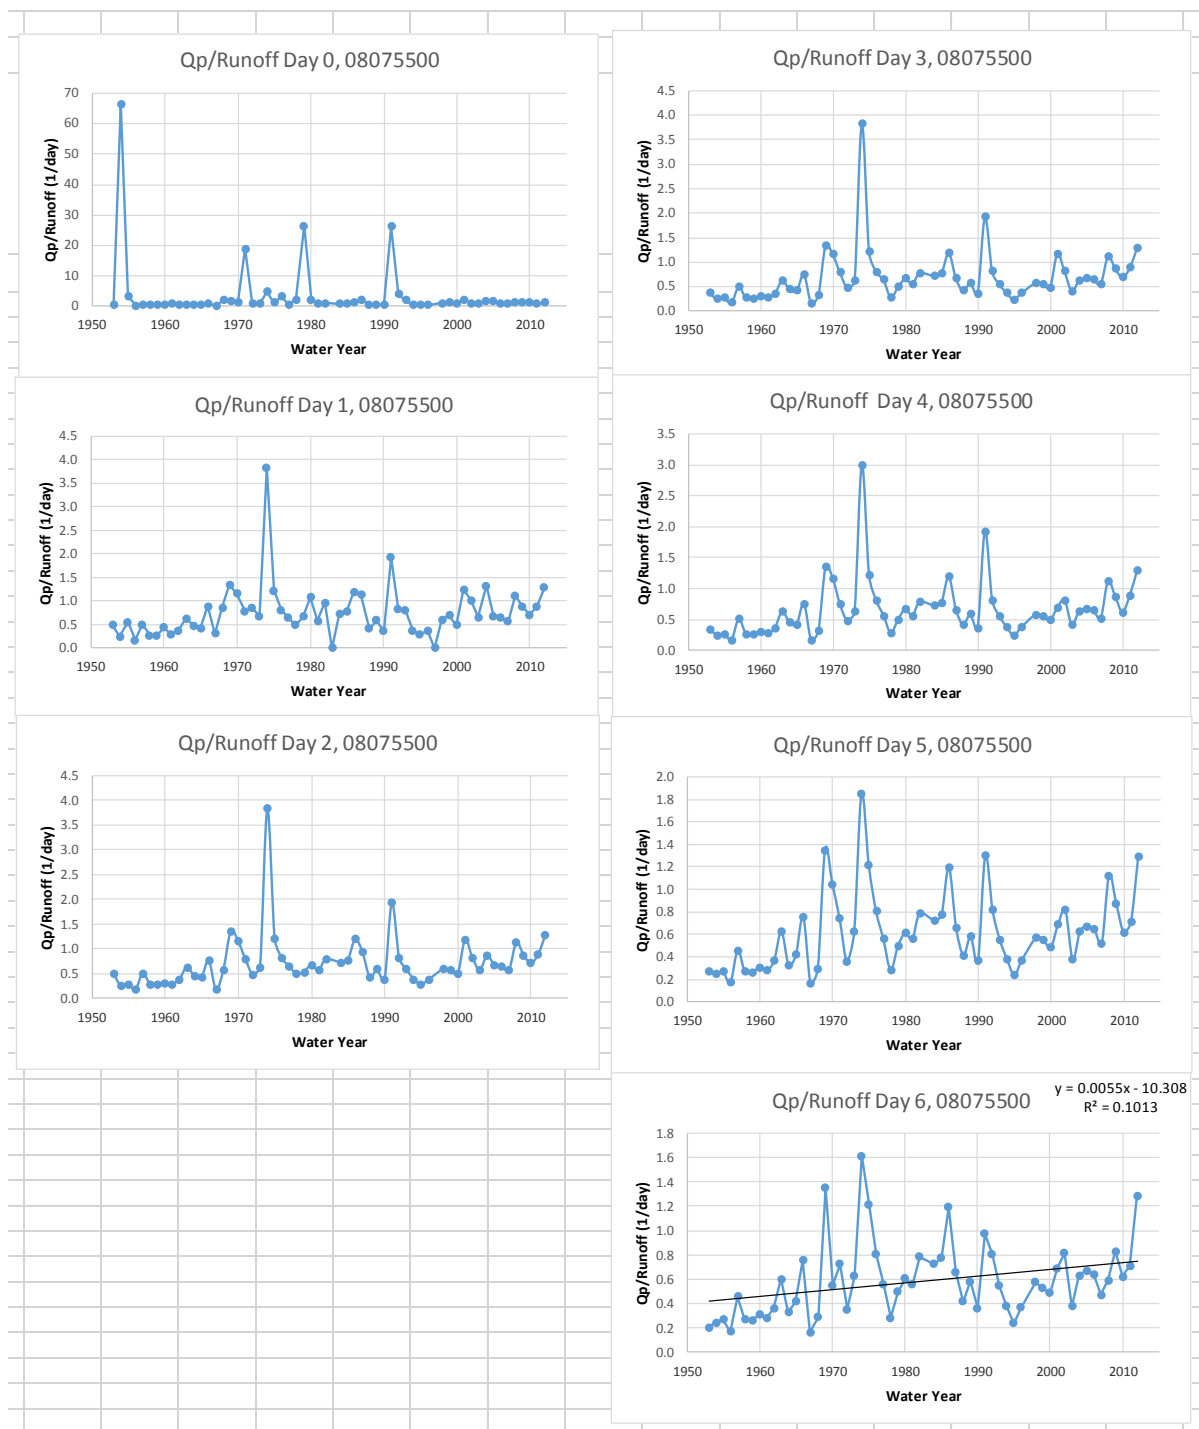 Qp/Runoff Day 0, 08075500
70
60
50
40
30
20
10
0
1950 1960 1970 1980 1990 2000 2010
Qp/Runoff (1/day)
Water Year
Qp/Runoff Day 1, 08075500
4.5
4.0
3.5
3.0
2.5
2.0
1.5
1.0
0.5
0.0
1950 1960 1970 1980 1990 2000 2010
Qp/Runoff (1/day)
Water Year
Qp/Runoff Day 2, 08075500
4.5
4.0
3.5
3.0
2.5
2.0
1.5
1.0
0.5
0.0
1950 1960 1970 1980 1990 2000 2010
Qp/Runoff (1/day)
Water Year
Qp/Runoff Day 3, 08075500
4.5
4.0
3.5
3.0
2.5
2.0
1.5
1.0
0.5
0.0
1950 1960 1970 1980 1990 2000 2010
Qp/Runoff (1/day)
Water Year
Qp/Runoff Day 4, 08075500
3.5
3.0
2.5
2.0
1.5
1.0
0.5
0.0
1950 1960 1970 1980 1990 2000 2010
Qp/Runoff (1/day)
Water Year
Qp/Runoff Day 5, 08075500
2.0
1.8
1.6
1.4
1.2
1.0
0.8
0.6
0.4
0.2
0.0
1950 1960 1970 1980 1990 2000 2010
Qp/Runoff (1/day)
Water Year
Qp/Runoff Day 6, 08075500
y = 0.0055x - 10.308
R² = 0.1013
1.8
1.6
1.4
1.2
1.0
0.8
0.6
0.4
0.2
0.0
1950 1960 1970 1980 1990 2000 2010
Qp/Runoff (1/day)
Water Year